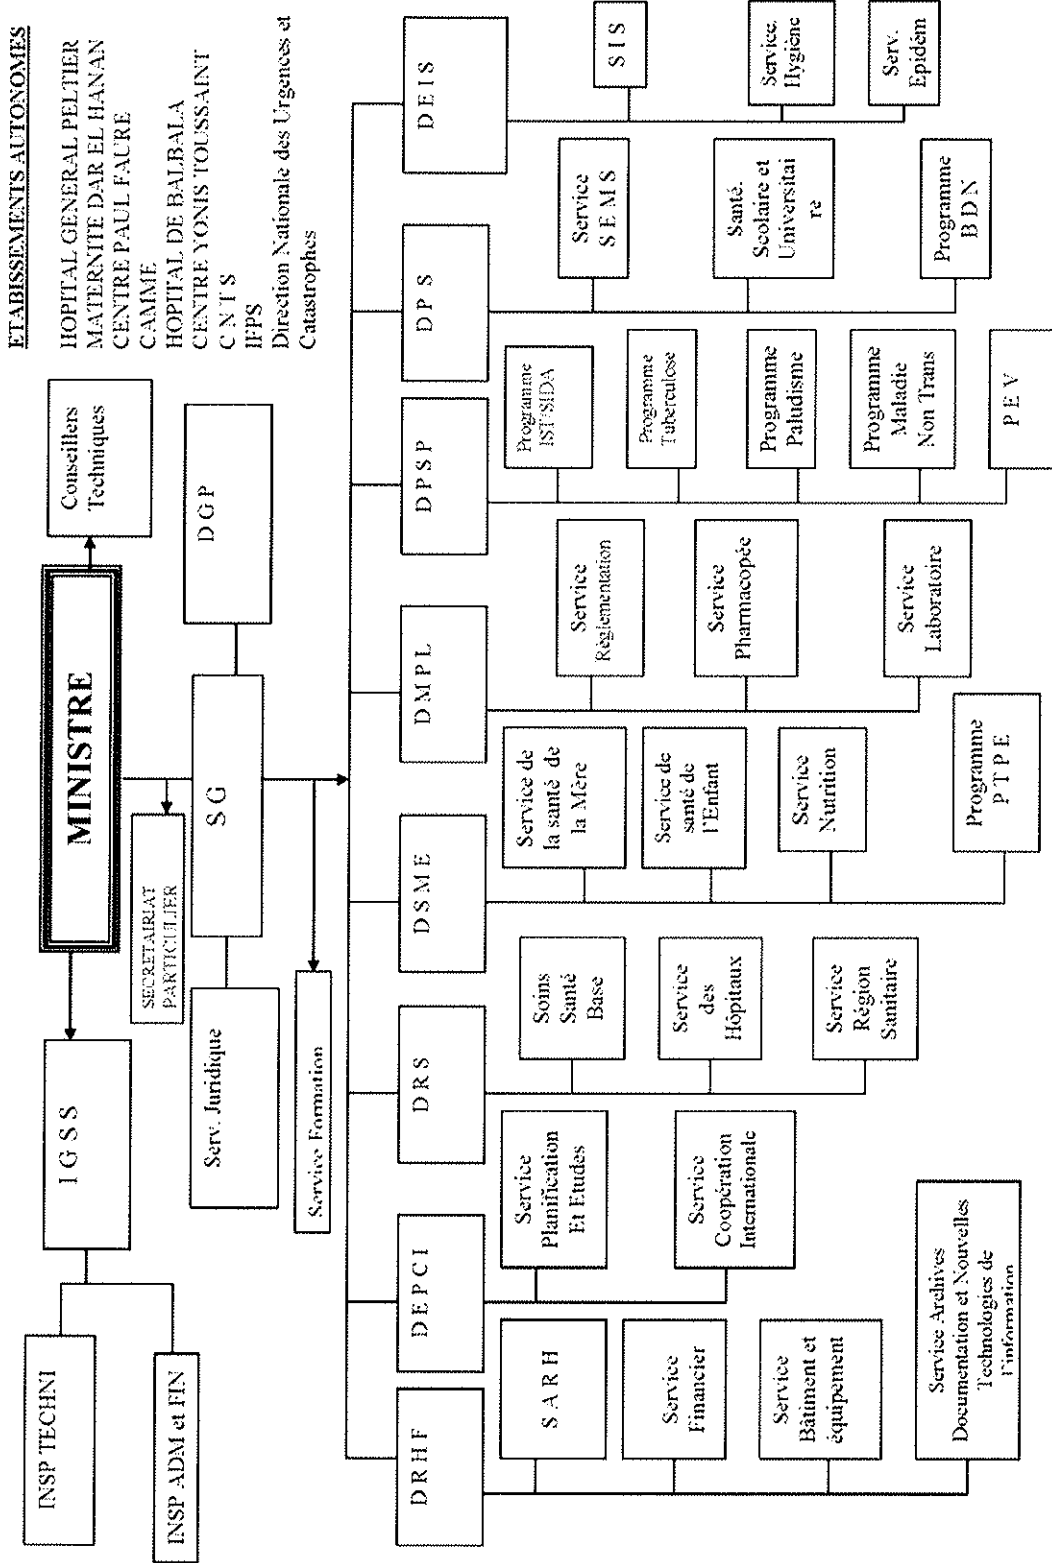 ETABISSEMENTS AUTONOMES
HOPITAL GENERAL PELTIER
MATERNITE DAR EL HANAN
CENTRE PAUL FAURE
CAMME
HOPITAL DE BALBALA
CENTRE YONIS TOUSSAINT
C N T S
IFPS
Direction Nationale des Urgences et
Catastrophes
MINISTRE
Conseillers
Techniques
I G S S
INSP TECHNI
INSP ADM et FIN
SECRETAIRIAT
PARTICULIER
S G
D G P
Serv. Juridique
Service Formation
D R H F
S A R H
Service
Financier
Service
Bâtiment et
équipement
Service Archives
Documentation et Nouvelles
Technologies de
l'information
D E P C I
Service
Planification
Et Etudes
Service
Coopération
Internationale
D R S
Soins
Santé
Base
Service
des
Hôpitaux
Service
Région
Sanitaire
D S M E
Service de
la santé de
la Mère
Service de
santé de
l'Enfant
Service
Nutrition
Programme
P T P E
D M P L
Service
Règlementation
Service
Pharmacopée
Service
Laboratoire
D P S P
Programme
IST/SIDA
Programme
Tuberculose
Programme
Paludisme
Programme
Maladie
Non Trans
P E V
D P S
Service
S E M S
Santé.
Scolaire et
Universitai
re
Programme
B D N
D E I S
S I S
Service.
Hygiène
Serv.
Epidém